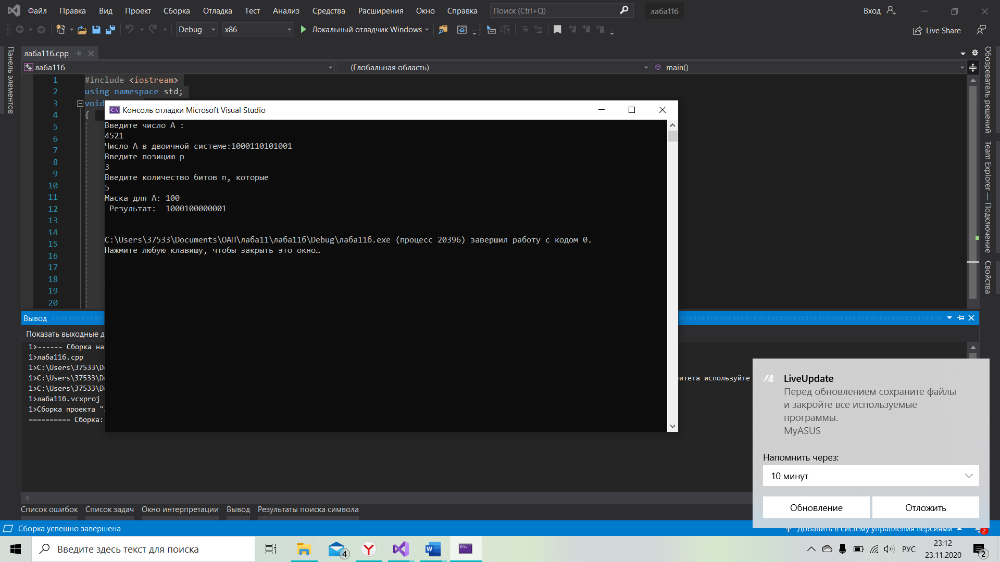 Файл Правка Вид Проект Сборка Отладка Тест Анализ Средства Расширения Окно Справка Поиск (Ctrl+Q) лаба11б Вход
Debug x86 Локальный отладчик Windows Live Share
Панель элементов
лаба11б.cpp
лаба11б (Глобальная область) main()
1 #include <iostream>
2 using namespace std;
3 void
4 {
5
6
7
8
9
10
11
12
13
14
15
16
17
18
19
20
Консоль отладки Microsoft Visual Studio
Введите число A :
4521
Число A в двоичной системе:1000110101001
Введите позицию p
3
Введите количество битов n, которые
5
Маска для A: 100
Результат: 1000100000001
C:\Users\37533\Documents\ОАП\лаба11\лаба11б\Debug\лаба11б.exe (процесс 20396) завершил работу с кодом 0.
Нажмите любую клавишу, чтобы закрыть это окно…
Обозреватель решений
Team Explorer — Подключение
Свойства
Вывод
Показать выходные д
1>------ Сборка на
1>лаба11б.cpp
1>C:\Users\37533\D
1>C:\Users\37533\D итета используйте
1>C:\Users\37533\D
1>лаба11б.vcxproj
1>Сборка проекта
========== Сборка:
LiveUpdate
Перед обновлением сохраните файлы
и закройте все используемые
программы.
MyASUS
Напомнить через:
10 минут
Обновление Отложить
Список ошибок Список задач Окно интерпретации Вывод Результаты поиска символа
Сборка успешно завершена Добавить в систему управления версиями 2
Введите здесь текст для поиска 4 РУС 23:12
23.11.2020 2